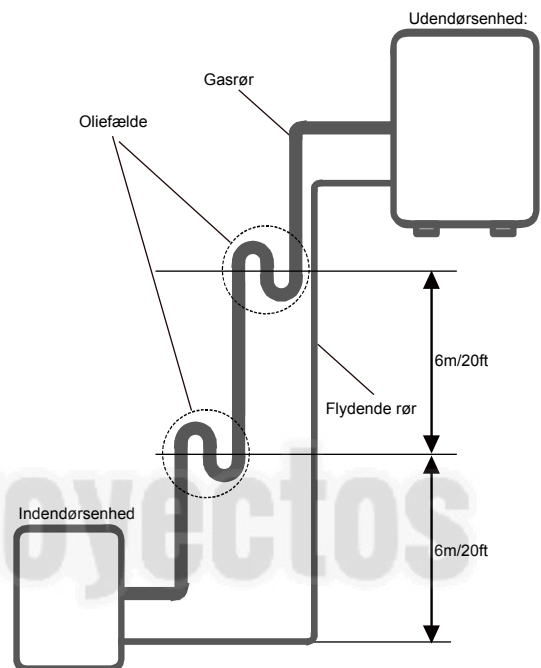 Udendørsenhed:
Gasrør
Oliefælde
6m/20ft
Flydende rør
Indendørsenhed
6m/20ft
oyectos